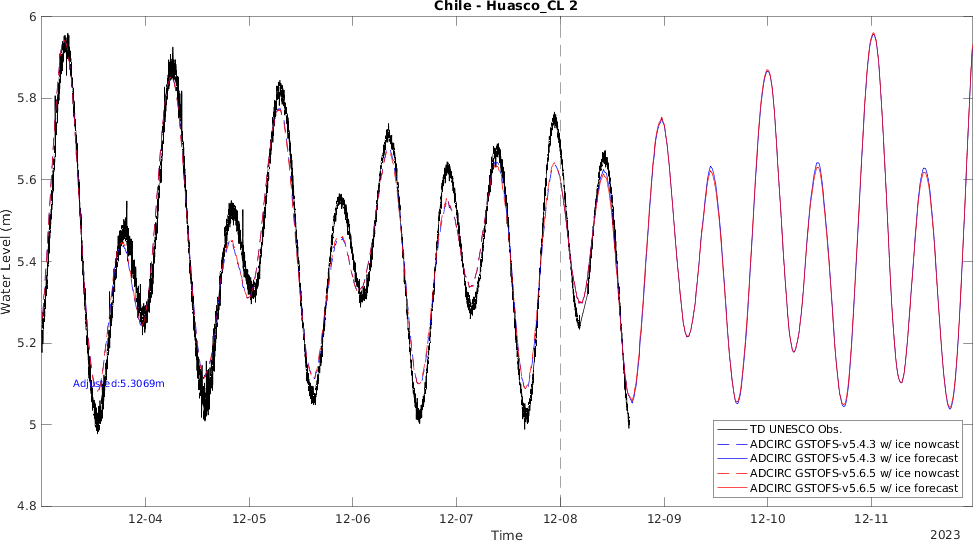 Chile - Huasco_CL 2
Water Level (m)
6
5.8
5.6
5.4
5.2
5
4.8
Adjusted:5.3069m
TD UNESCO Obs.
ADCIRC GSTOFS-v5.4.3 w/ ice nowcast
ADCIRC GSTOFS-v5.4.3 w/ ice forecast
ADCIRC GSTOFS-v5.6.5 w/ ice nowcast
ADCIRC GSTOFS-v5.6.5 w/ ice forecast
12-04 12-05 12-06 12-07 12-08 12-09 12-10 12-11
Time
2023